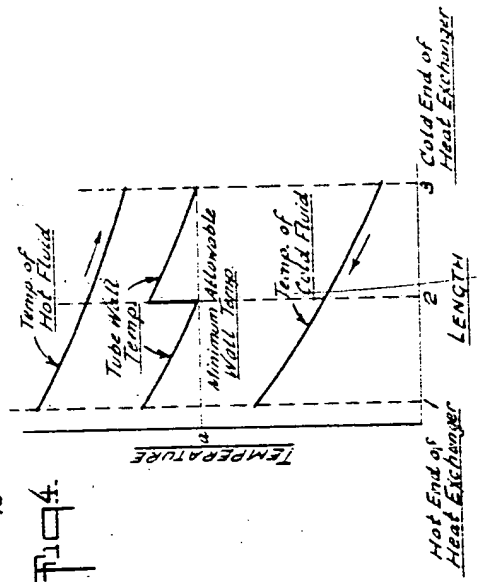 Fig 4.
TEMPERATURE
a
Temp. of
Hot Fluid
Tube Wall
Temp.
Minimum Allowable
Wall Temp.
Temp. of
Cold Fluid
1
2
3
Hot End of
Heat Exchanger
LENGTH
Cold End of
Heat Exchanger